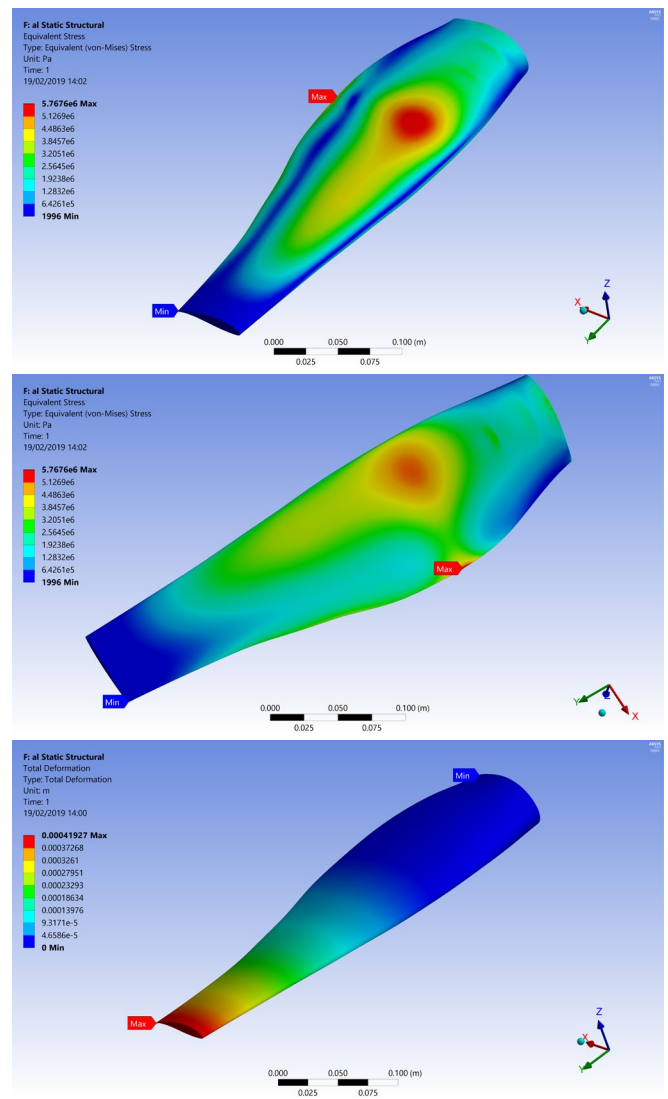 F: al Static Structural
Equivalent Stress
Type: Equivalent (von-Mises) Stress
Unit: Pa
Time: 1
19/02/2019 14:02
5.7676e6 Max
5.1269e6
4.4863e6
3.8457e6
3.2051e6
2.5645e6
1.9238e6
1.2832e6
6.4261e5
1996 Min
Max
Min
0.000 0.050 0.100 (m)
0.025 0.075
Z
X
Y
F: al Static Structural
Equivalent Stress
Type: Equivalent (von-Mises) Stress
Unit: Pa
Time: 1
19/02/2019 14:02
5.7676e6 Max
5.1269e6
4.4863e6
3.8457e6
3.2051e6
2.5645e6
1.9238e6
1.2832e6
6.4261e5
1996 Min
Max
Min
0.000 0.050 0.100 (m)
0.025 0.075
Y
Z
X
F: al Static Structural
Total Deformation
Type: Total Deformation
Unit: m
Time: 1
19/02/2019 14:00
0.00041927 Max
0.00037268
0.0003261
0.00027951
0.00023293
0.00018634
0.00013976
9.3171e-5
4.6586e-5
0 Min
Min
Max
0.000 0.050 0.100 (m)
0.025 0.075
Z
X
Y